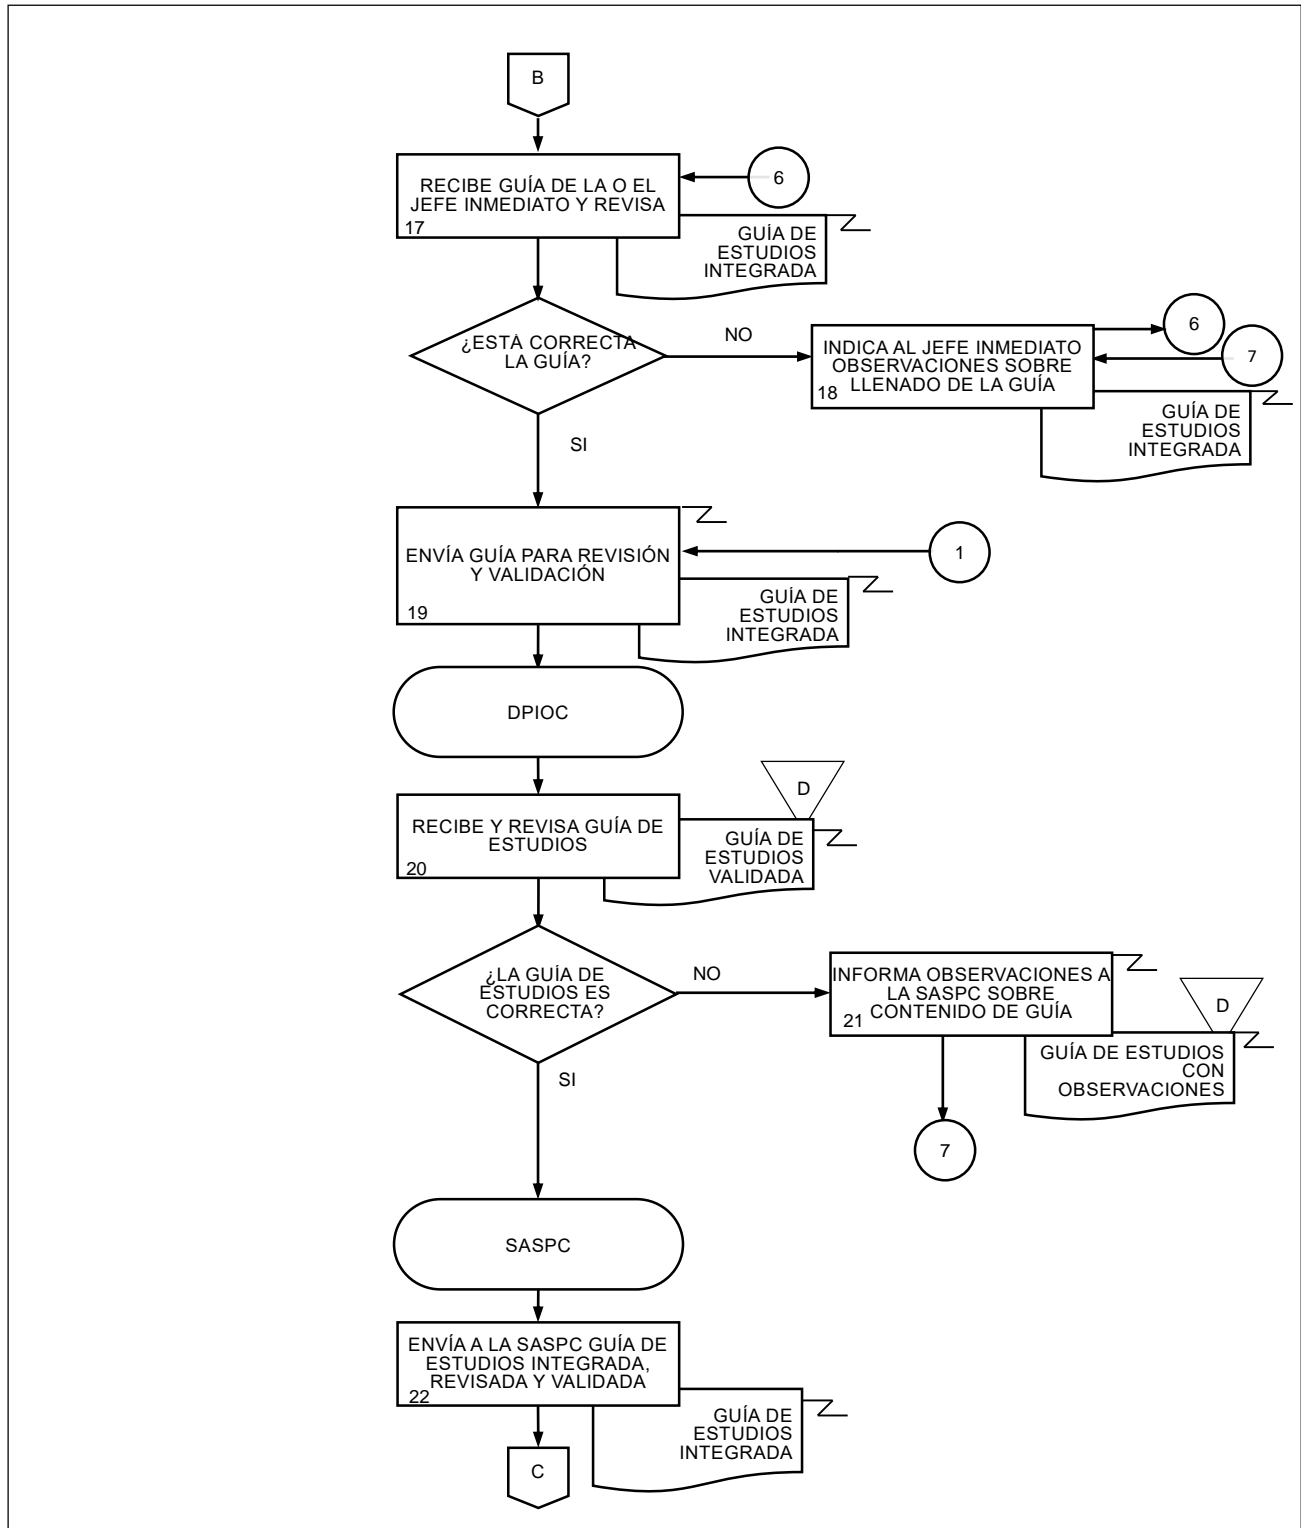 B
RECIBE GUÍA DE LA O EL
JEFE INMEDIATO Y REVISA
17
6
GUÍA DE
ESTUDIOS
INTEGRADA
¿ESTÁ CORRECTA
LA GUÍA?
NO
INDICA AL JEFE INMEDIATO
OBSERVACIONES SOBRE
LLENADO DE LA GUÍA
18
6
7
GUÍA DE
ESTUDIOS
INTEGRADA
SI
ENVÍA GUÍA PARA REVISIÓN
Y VALIDACIÓN
19
1
GUÍA DE
ESTUDIOS
INTEGRADA
DPIOC
RECIBE Y REVISA GUÍA DE
ESTUDIOS
20
D
GUÍA DE
ESTUDIOS
VALIDADA
¿LA GUÍA DE
ESTUDIOS ES
CORRECTA?
NO
INFORMA OBSERVACIONES A
LA SASPC SOBRE
CONTENIDO DE GUÍA
21
D
GUÍA DE ESTUDIOS
CON
OBSERVACIONES
SI
7
SASPC
ENVÍA A LA SASPC GUÍA DE
ESTUDIOS INTEGRADA,
REVISADA Y VALIDADA
22
GUÍA DE
ESTUDIOS
INTEGRADA
C